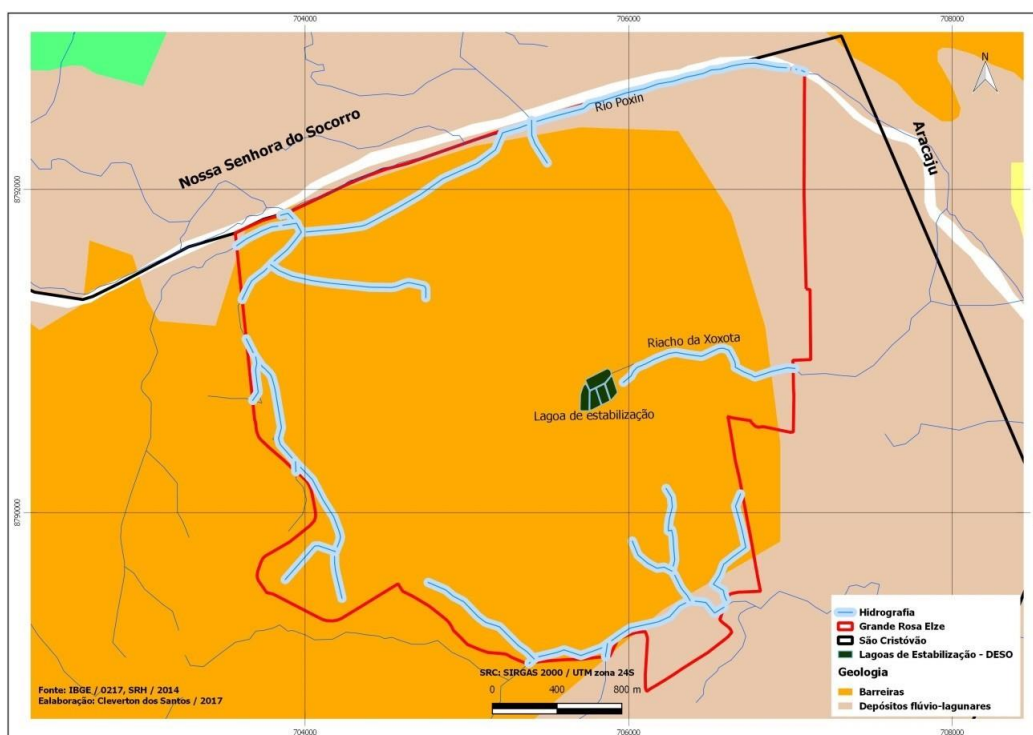 704000
706000
708000
N
Rio Poxin
Nossa Senhora do Socorro
Aracaju
8792000
8792000
Riacho da Xoxota
Lagoa de estabilização
8790000
8790000
Hidrografia
Grande Rosa Elze
São Cristóvão
Lagoas de Estabilização - DESO
Geologia
Barreiras
Depósitos flúvio-lagunares
SRC: SIRGAS 2000 / UTM zona 24S
0 400 800 m
Fonte: IBGE / 0217, SRH / 2014
Ealaboração: Cleverton dos Santos / 2017
704000
706000
708000